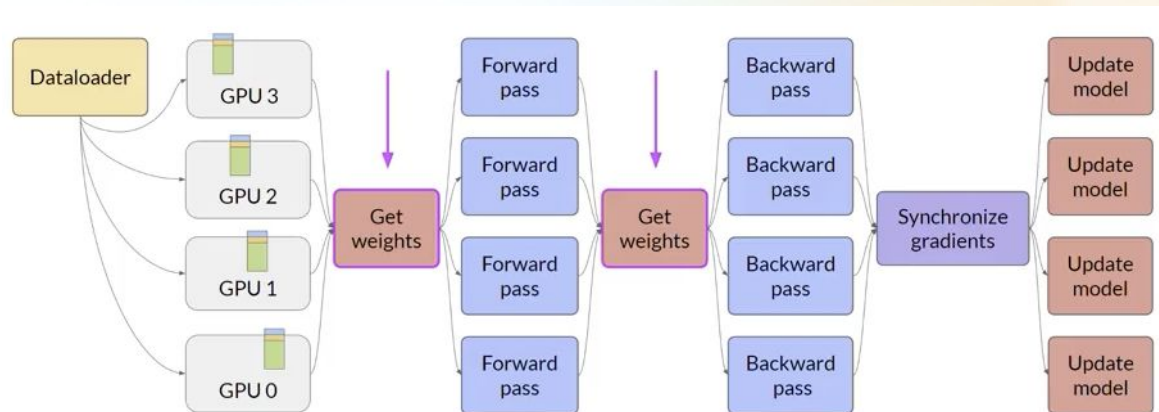 Dataloader
GPU 3
GPU 2
GPU 1
GPU 0
Get
weights
Forward
pass
Forward
pass
Forward
pass
Forward
pass
Get
weights
Backward
pass
Backward
pass
Backward
pass
Backward
pass
Synchronize
gradients
Update
model
Update
model
Update
model
Update
model